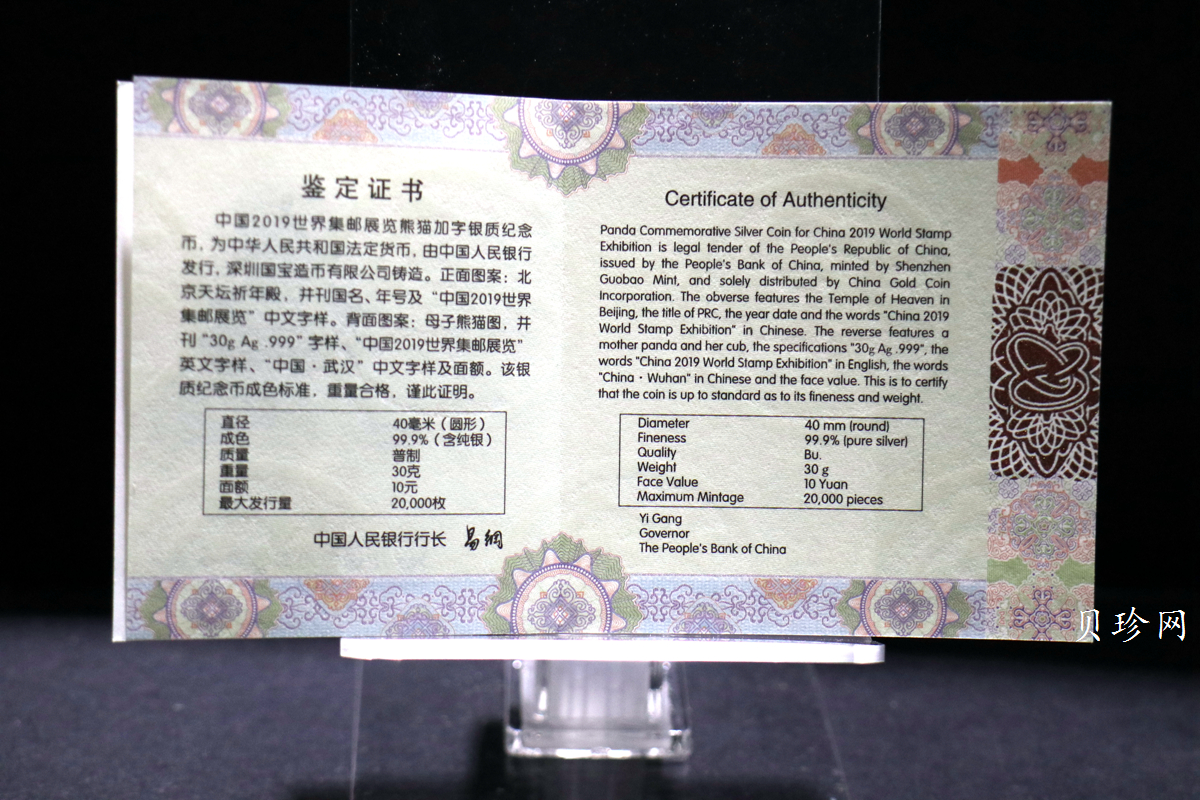 鉴定证书
中国2019世界集邮展览熊猫加字银质纪念
币，为中华人民共和国法定货币，由中国人民银行
发行，深圳国宝造币有限公司铸造。正面图案：北
京天坛祈年殿，并刊国名、年号及“中国2019世界
集邮展览”中文字样。背面图案：母子熊猫图，并
刊“30g Ag .999”字样、“中国2019世界集邮展览”
英文字样、“中国·武汉”中文字样及面额。该银
质纪念币成色标准，重量合格，谨此证明。
直径 40毫米（圆形）
成色 99.9%（含纯银）
质量 普制
重量 30克
面额 10元
最大发行量 20,000枚
中国人民银行行长 易纲
Certificate of Authenticity
Panda Commemorative Silver Coin for China 2019 World Stamp
Exhibition is legal tender of the People's Republic of China,
issued by the People's Bank of China, minted by Shenzhen
Guobao Mint, and solely distributed by China Gold Coin
Incorporation. The obverse features the Temple of Heaven in
Beijing, the title of PRC, the year date and the words "China 2019
World Stamp Exhibition" in Chinese. The reverse features a
mother panda and her cub, the specifications "30g Ag .999", the
words "China 2019 World Stamp Exhibition" in English, the words
"China · Wuhan" in Chinese and the face value. This is to certify
that the coin is up to standard as to its fineness and weight.
Diameter 40 mm (round)
Fineness 99.9% (pure silver)
Quality Bu.
Weight 30 g
Face Value 10 Yuan
Maximum Mintage 20,000 pieces
Yi Gang
Governor
The People's Bank of China
贝珍网